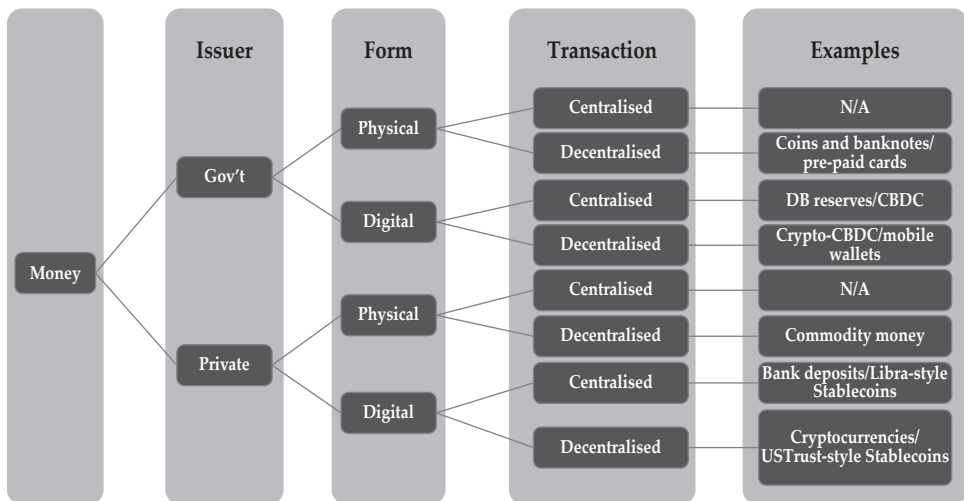 Issuer
Form
Transaction
Examples
Money
Gov't
Private
Physical
Digital
Physical
Digital
Centralised
Decentralised
Centralised
Decentralised
Centralised
Decentralised
Centralised
Decentralised
N/A
Coins and banknotes/
pre-paid cards
DB reserves/CBDC
Crypto-CBDC/mobile
wallets
N/A
Commodity money
Bank deposits/Libra-style
Stablecoins
Cryptocurrencies/
USTrust-style Stablecoins